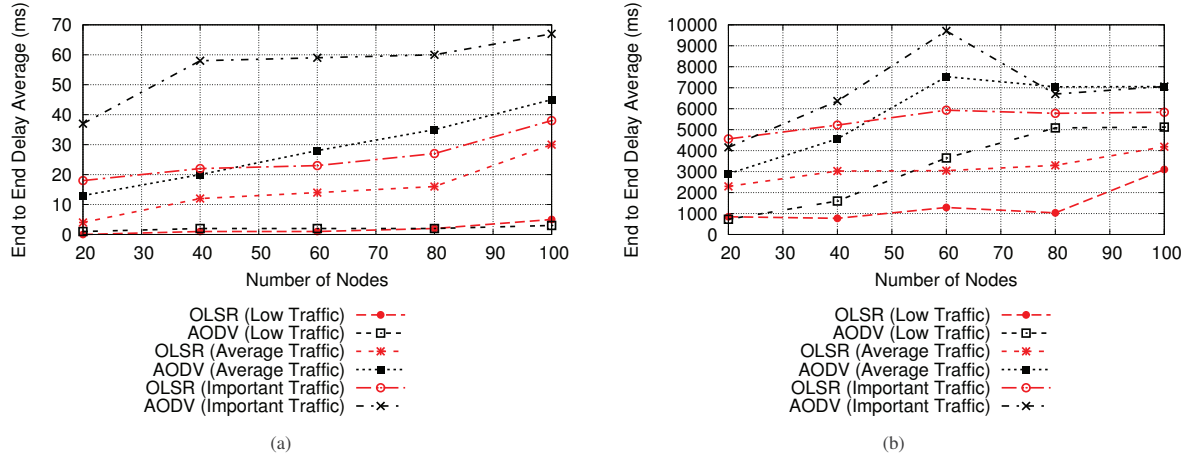 End to End Delay Average (ms)
70
60
50
40
30
20
10
0
20 30 40 50 60 70 80 90 100
Number of Nodes
OLSR (Low Traffic)
AODV (Low Traffic)
OLSR (Average Traffic)
AODV (Average Traffic)
OLSR (Important Traffic)
AODV (Important Traffic)
(a)
End to End Delay Average (ms)
10000
9000
8000
7000
6000
5000
4000
3000
2000
1000
0
20 30 40 50 60 70 80 90 100
Number of Nodes
OLSR (Low Traffic)
AODV (Low Traffic)
OLSR (Average Traffic)
AODV (Average Traffic)
OLSR (Important Traffic)
AODV (Important Traffic)
(b)